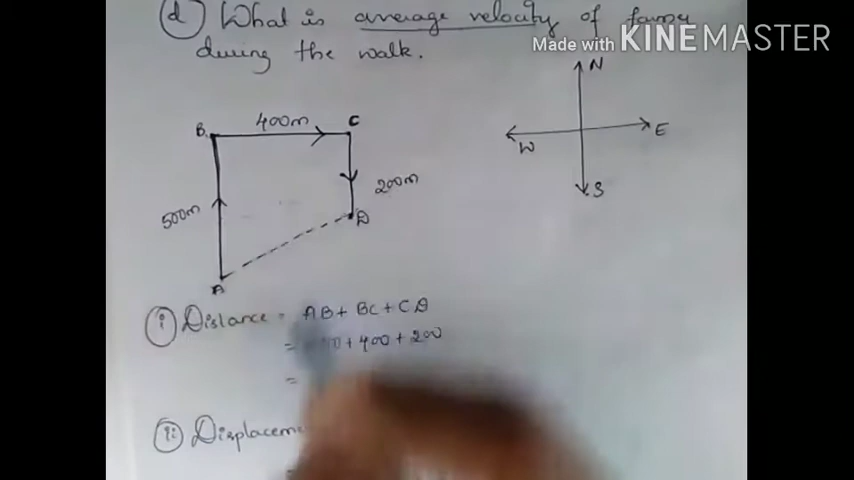 d What is average velocity of
during the walk.
Made with KINEMASTER
N
W
E
S
B
400m
C
500m
200m
D
A
i Distance = AB + BC + CD
= + 400 + 200
=
ii
=